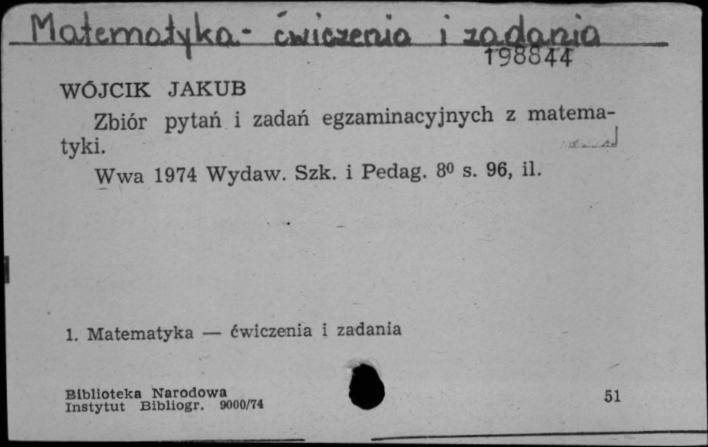 Matematyka - ćwiczenia i zadania
198844
WÓJCIK JAKUB
Zbiór pytań i zadań egzaminacyjnych z matema-
tyki.
Wwa 1974 Wydaw. Szk. i Pedag. 8⁰ s. 96, il.
1. Matematyka — ćwiczenia i zadania
Biblioteka Narodowa
Instytut Bibliogr. 9000/74
51